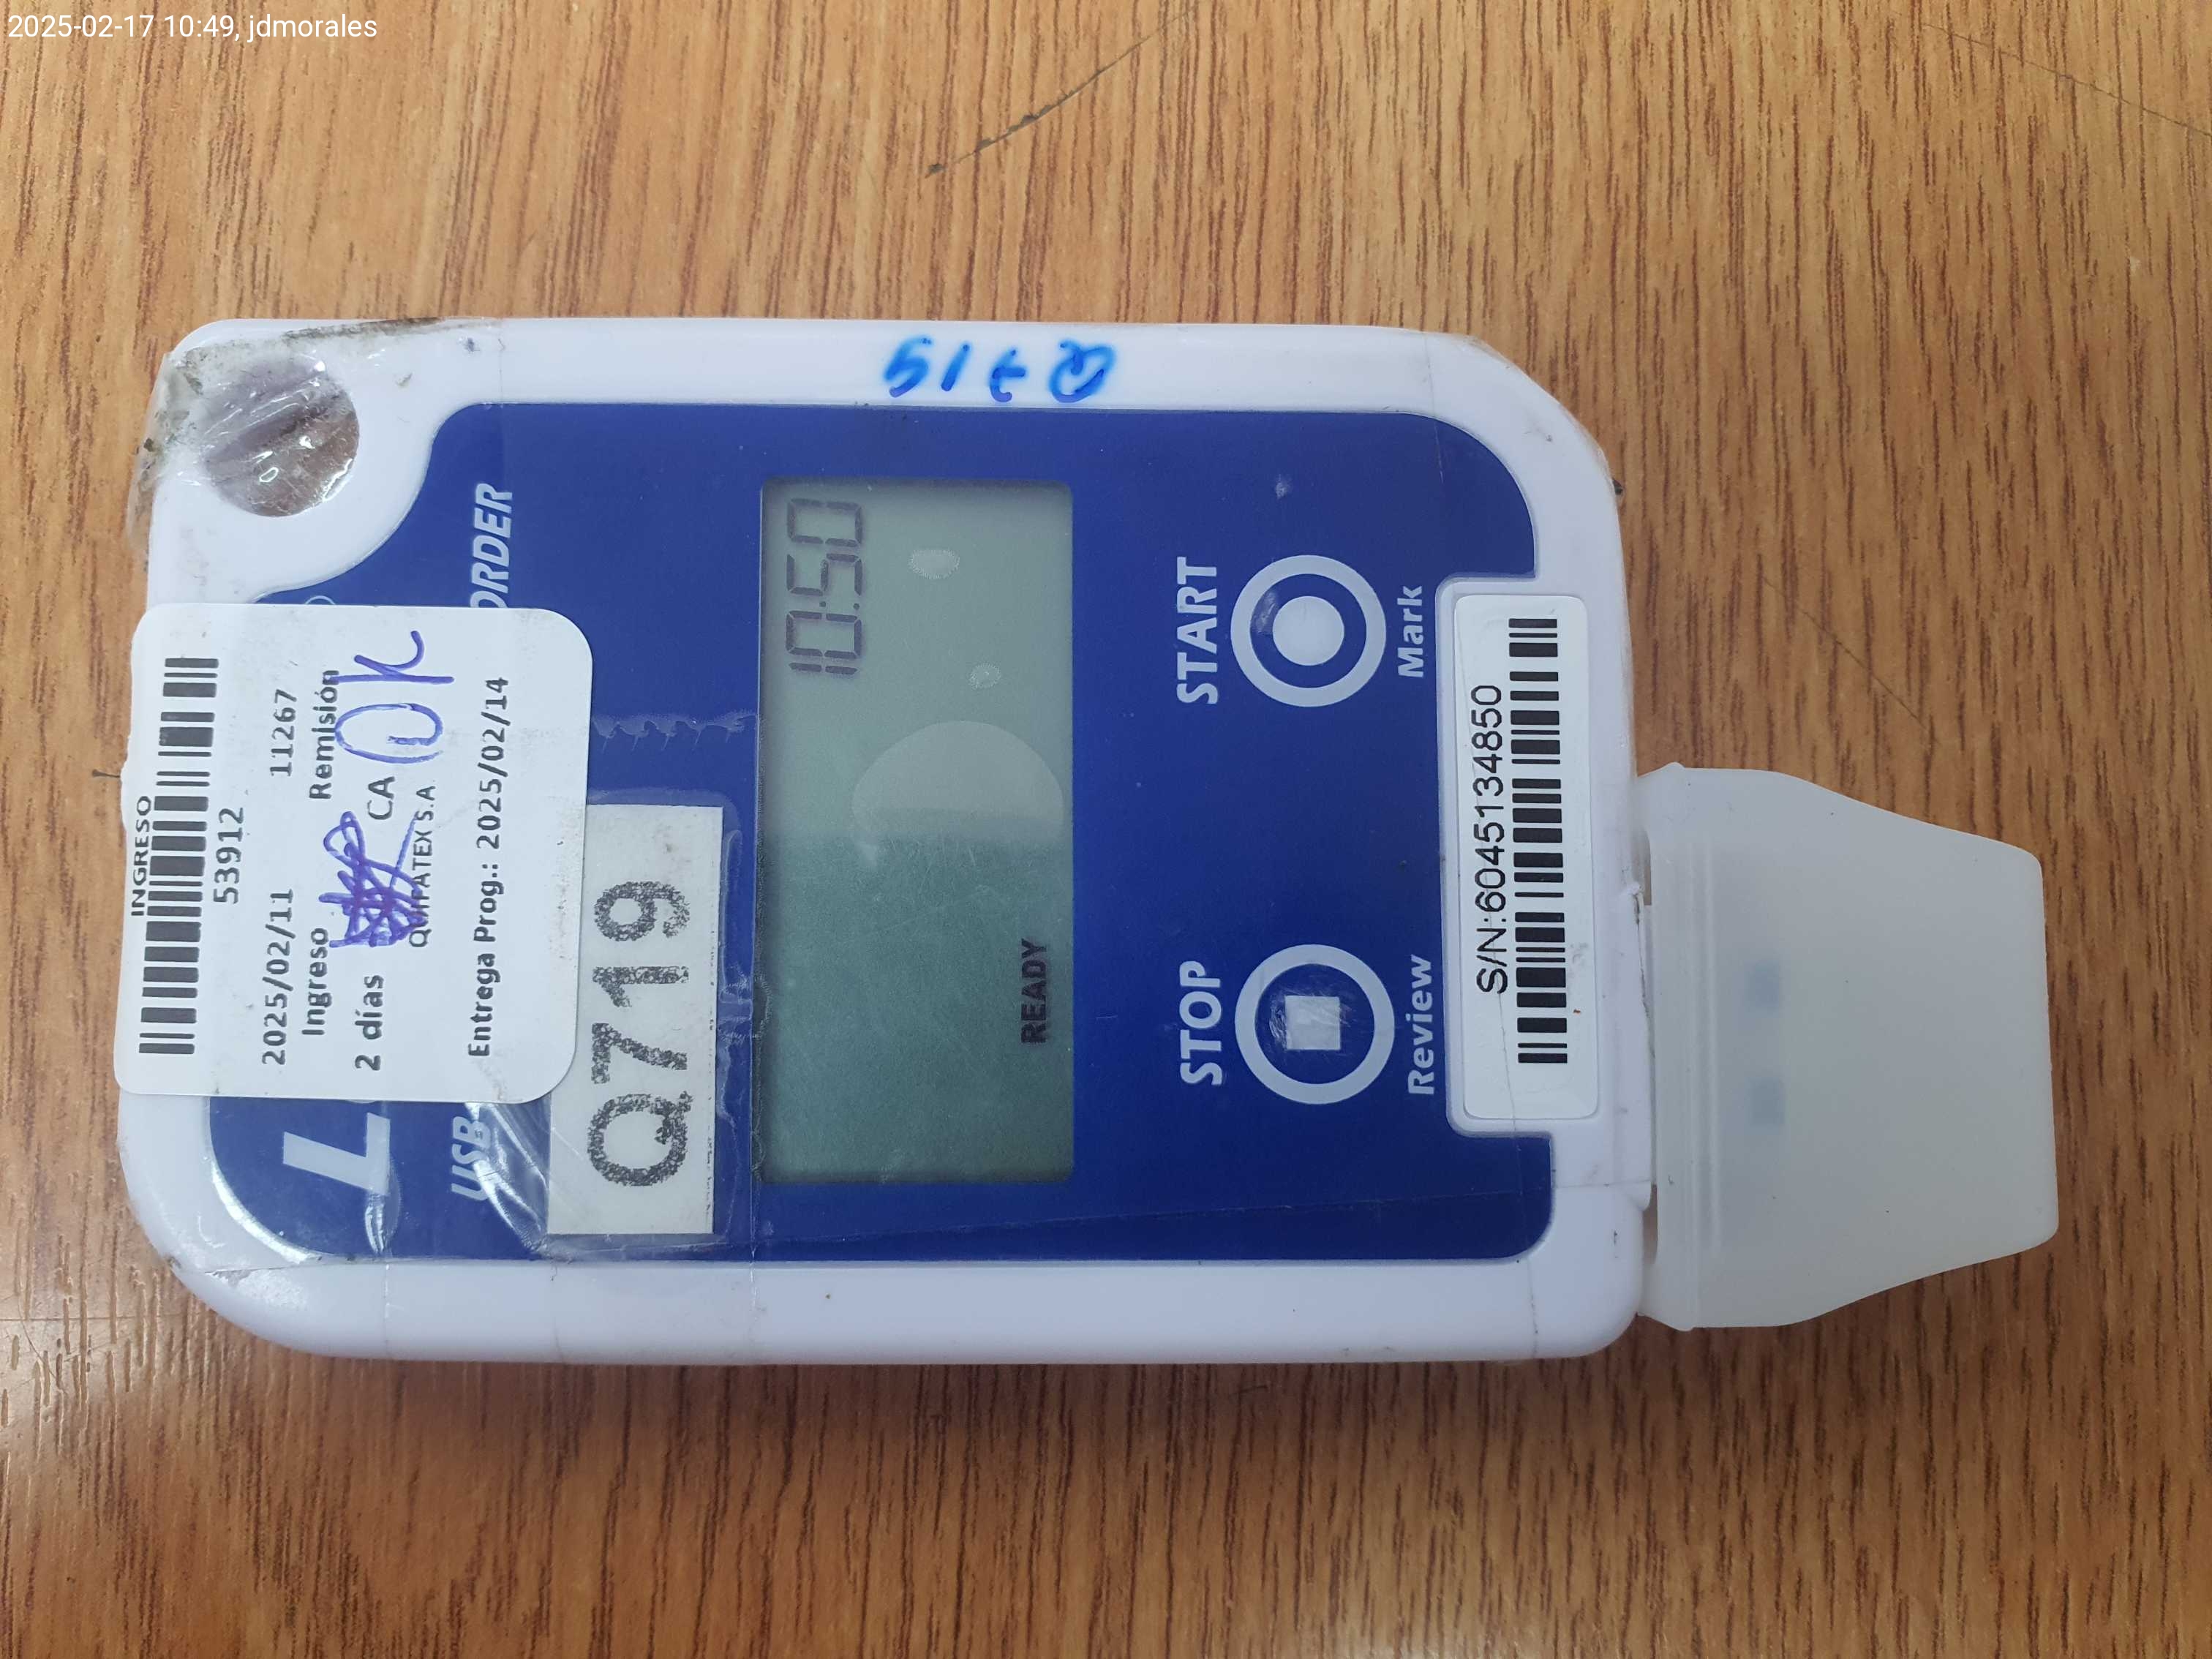 2025-02-17 10:49, jdmorales
INGRESO
53912
2025/02/11 11267
Ingreso Remisión
2 días CA OK
QUIPATEX S.A
Entrega Prog.: 2025/02/14
L
USB ORDER
Q719
10:50
READY
STOP START
Review Mark
S/N:6045134850
Q719